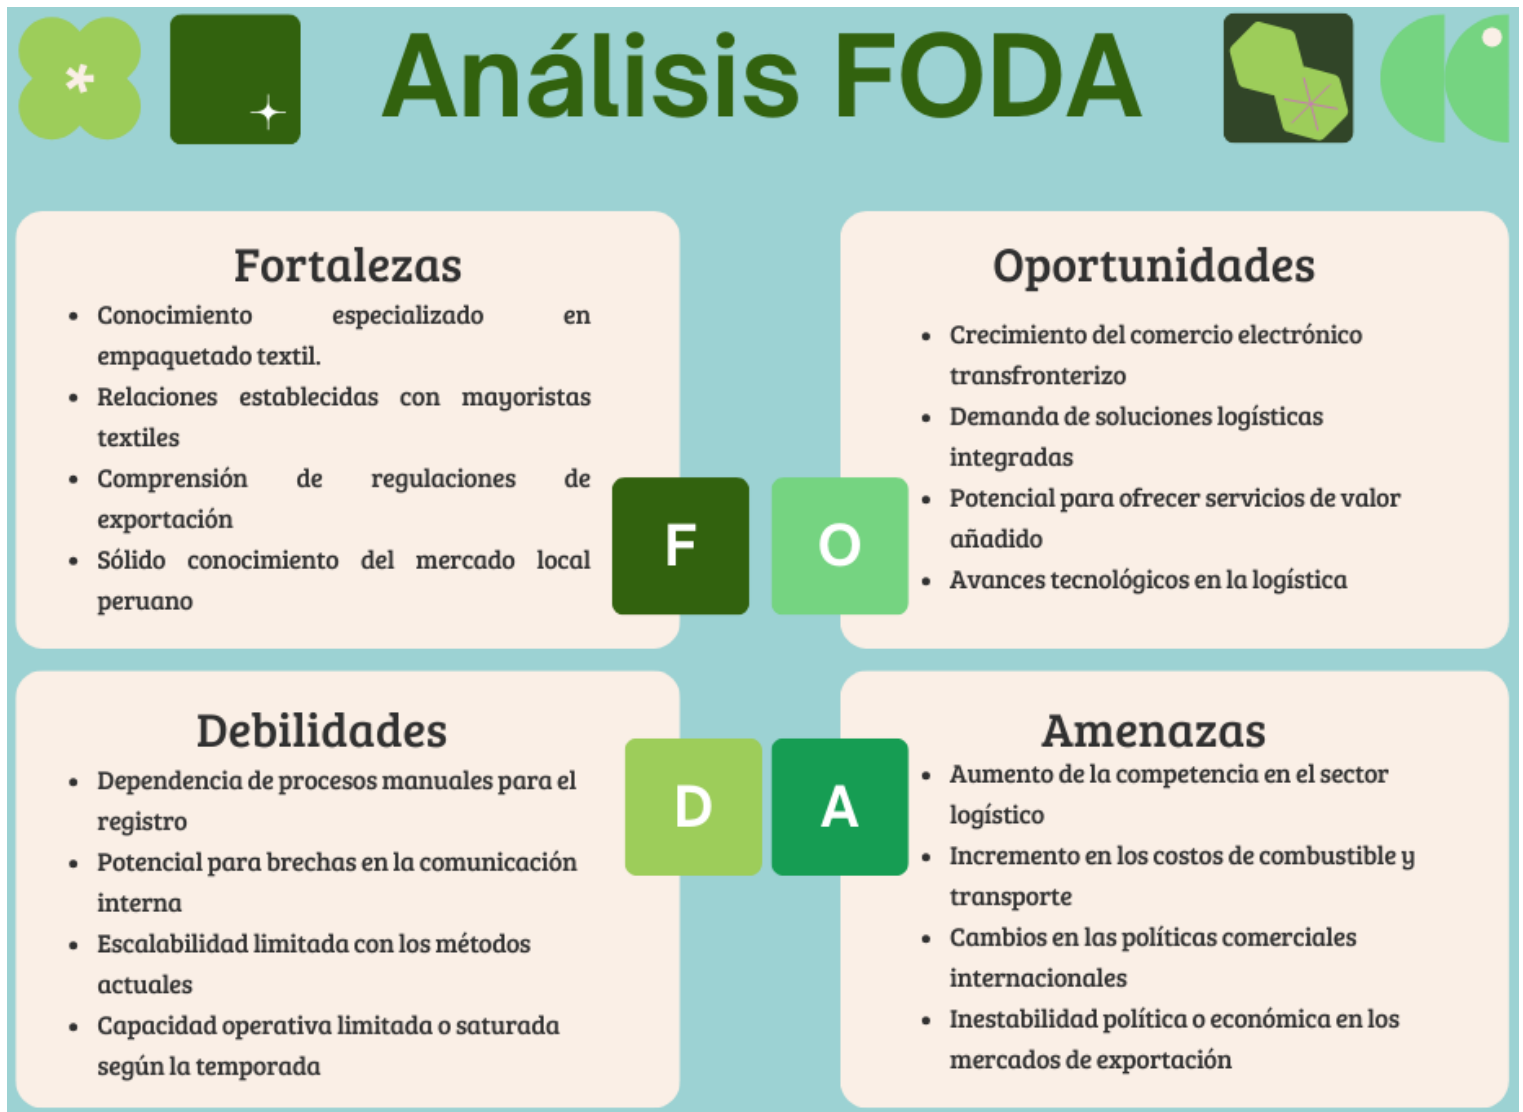 Análisis FODA
Fortalezas
• Conocimiento especializado en
empaquetado textil.
• Relaciones establecidas con mayoristas
textiles
• Comprensión de regulaciones de
exportación
• Sólido conocimiento del mercado local
peruano
Oportunidades
• Crecimiento del comercio electrónico
transfronterizo
• Demanda de soluciones logísticas
integradas
• Potencial para ofrecer servicios de valor
añadido
• Avances tecnológicos en la logística
F
O
Debilidades
• Dependencia de procesos manuales para el
registro
• Potencial para brechas en la comunicación
interna
• Escalabilidad limitada con los métodos
actuales
• Capacidad operativa limitada o saturada
según la temporada
D
A
Amenazas
• Aumento de la competencia en el sector
logístico
• Incremento en los costos de combustible y
transporte
• Cambios en las políticas comerciales
internacionales
• Inestabilidad política o económica en los
mercados de exportación